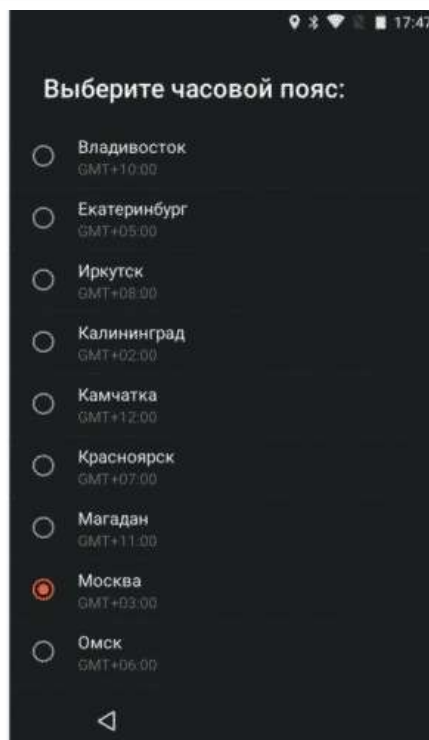 17:47
Выберите часовой пояс:
Владивосток
GMT+10:00
Екатеринбург
GMT+05:00
Иркутск
GMT+08:00
Калининград
GMT+02:00
Камчатка
GMT+12:00
Красноярск
GMT+07:00
Магадан
GMT+11:00
Москва
GMT+03:00
Омск
GMT+06:00